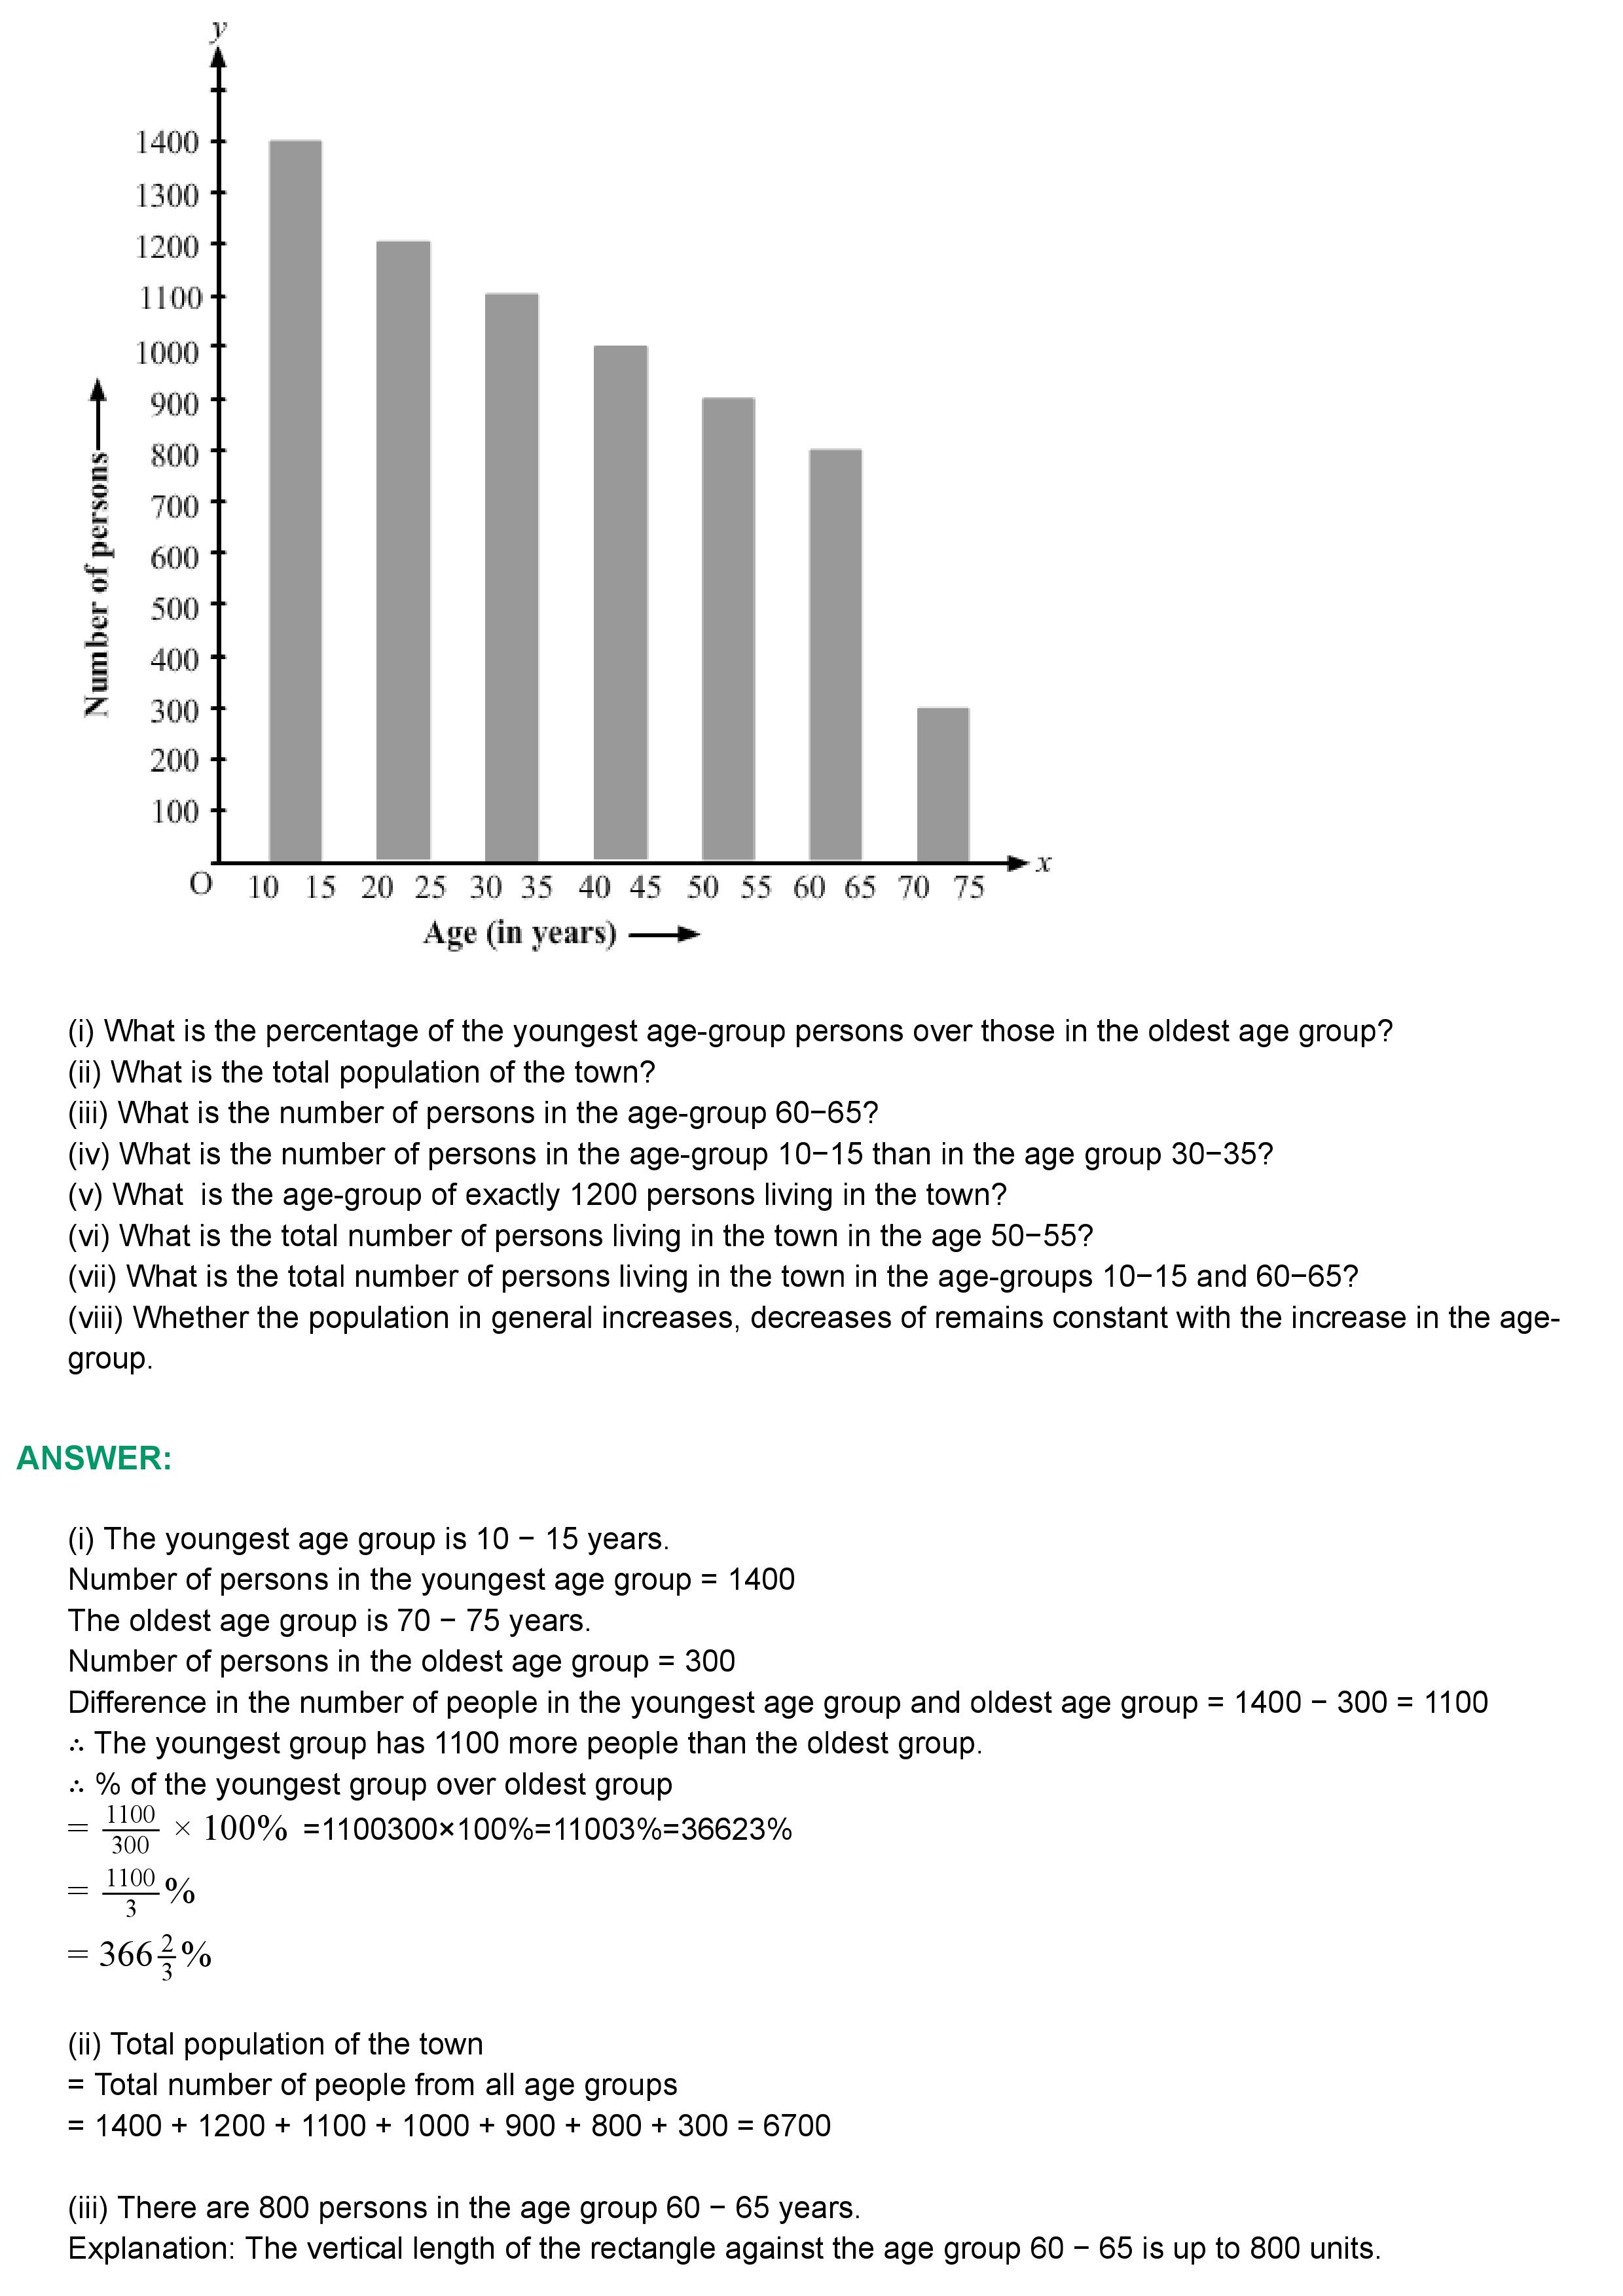 y
1400
1300
1200
1100
1000
900
800
700
600
500
400
300
200
100
Number of persons
O 10 15 20 25 30 35 40 45 50 55 60 65 70 75 x
Age (in years)
(i) What is the percentage of the youngest age-group persons over those in the oldest age group?
(ii) What is the total population of the town?
(iii) What is the number of persons in the age-group 60−65?
(iv) What is the number of persons in the age-group 10−15 than in the age group 30−35?
(v) What  is the age-group of exactly 1200 persons living in the town?
(vi) What is the total number of persons living in the town in the age 50−55?
(vii) What is the total number of persons living in the town in the age-groups 10−15 and 60−65?
(viii) Whether the population in general increases, decreases of remains constant with the increase in the age-
group.
ANSWER:
(i) The youngest age group is 10 − 15 years.
Number of persons in the youngest age group = 1400
The oldest age group is 70 − 75 years.
Number of persons in the oldest age group = 300
Difference in the number of people in the youngest age group and oldest age group = 1400 − 300 = 1100
∴ The youngest group has 1100 more people than the oldest group.
∴ % of the youngest group over oldest group
= 1100/300 × 100% =1100300×100%=11003%=36623%
= 1100/3 %
= 366 2/3 %
(ii) Total population of the town
= Total number of people from all age groups
= 1400 + 1200 + 1100 + 1000 + 900 + 800 + 300 = 6700
(iii) There are 800 persons in the age group 60 − 65 years.
Explanation: The vertical length of the rectangle against the age group 60 − 65 is up to 800 units.